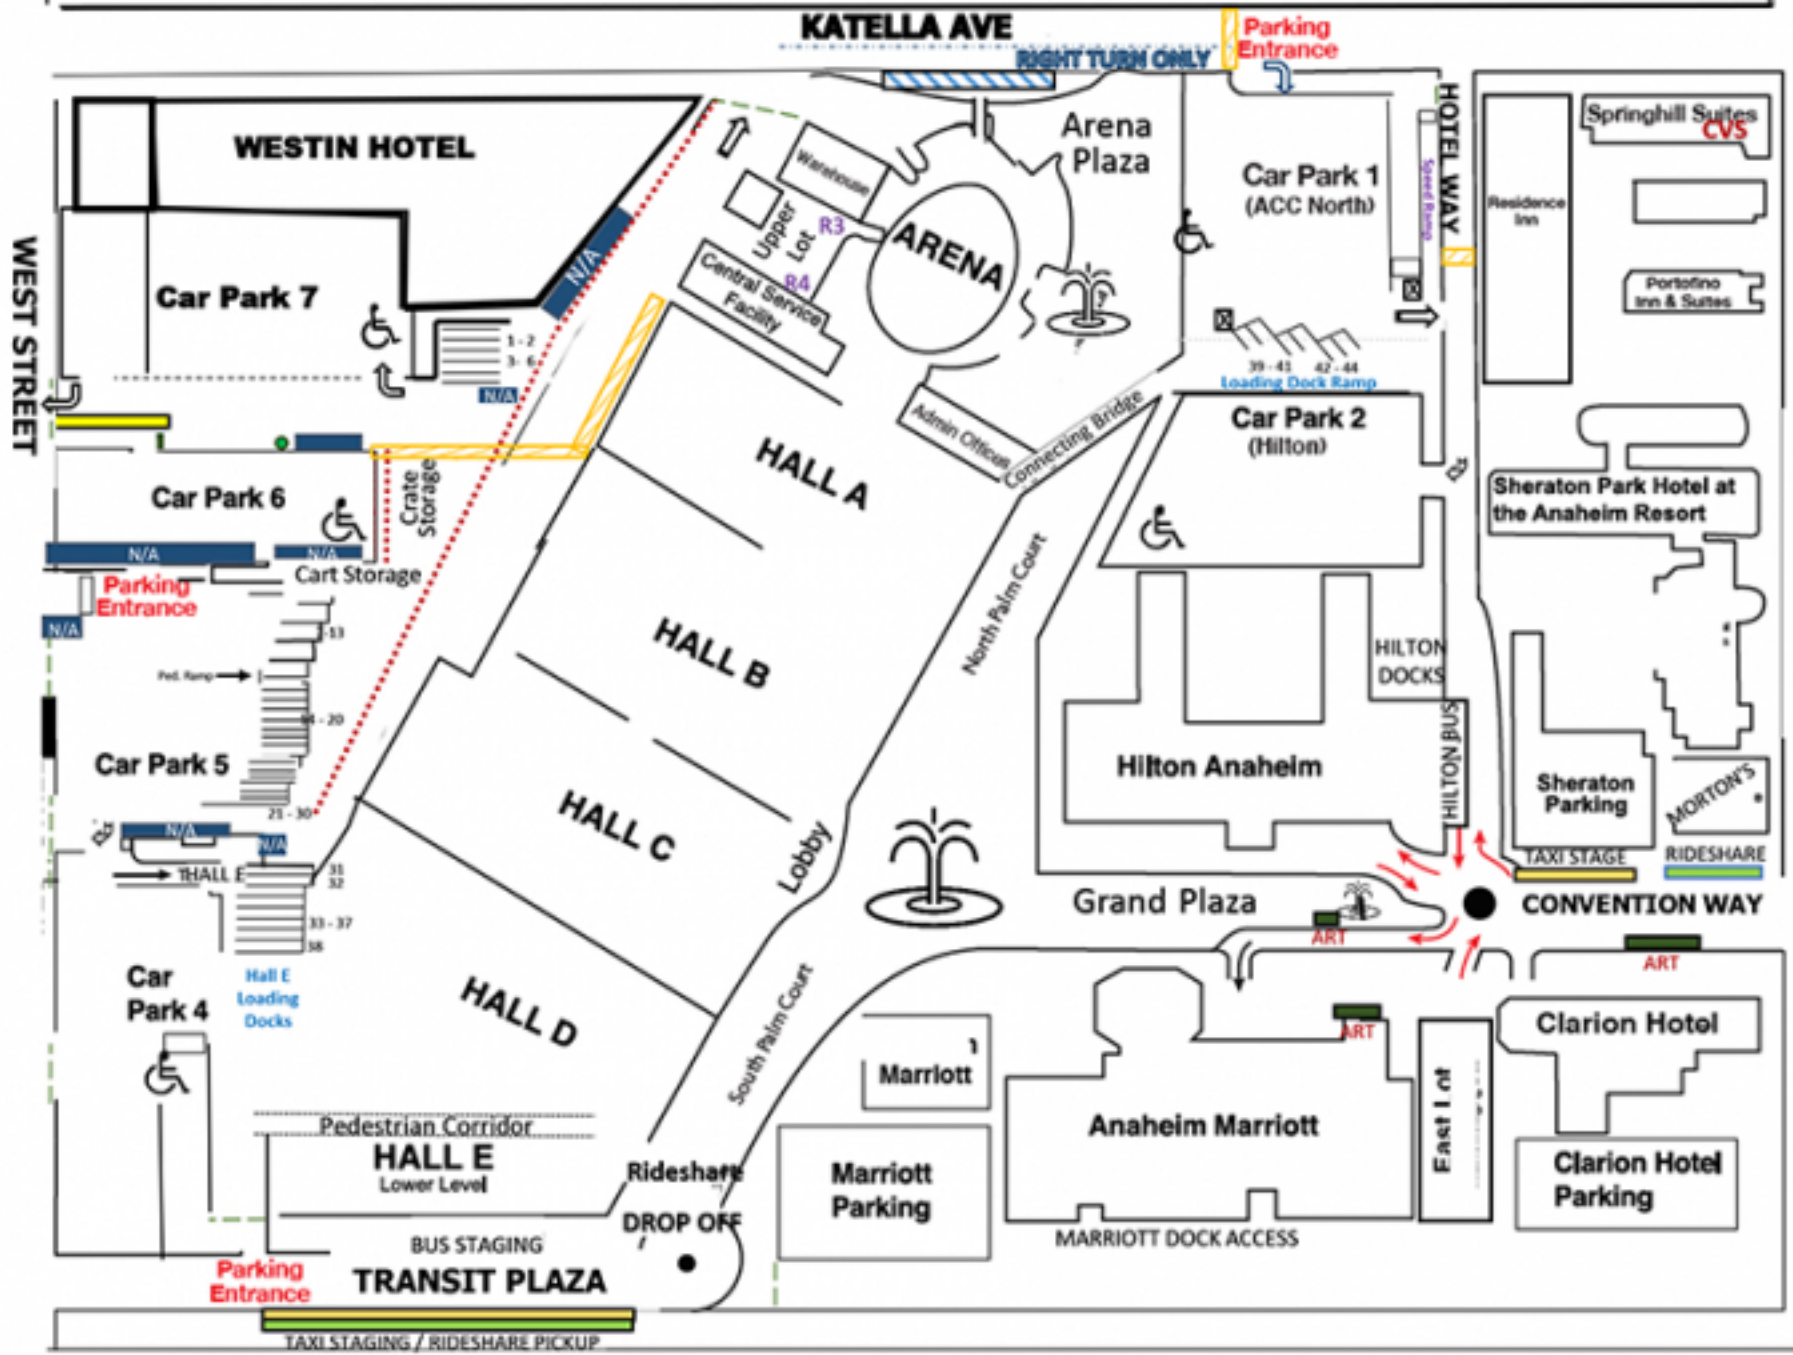 KATELLA AVE
Parking
Entrance
RIGHT TURN ONLY
WESTIN HOTEL
Warehouse
Arena
Plaza
Car Park 1
(ACC North)
Speed Ramp
HOTEL WAY
Springhill Suites
CVS
Residence
Inn
Upper
Lot
R3
R4
ARENA
Central Service
Facility
WEST STREET
Car Park 7
N/A
1 - 2
3 - 6
N/A
Portofino
Inn & Suites
39 - 41
42 - 44
Loading Dock Ramp
Admin Offices
Connecting Bridge
Car Park 2
(Hilton)
HALL A
Car Park 6
Crate
Storage
Sheraton Park Hotel at
the Anaheim Resort
N/A
N/A
Cart Storage
Parking
Entrance
N/A
-13
North Palm Court
HALL B
HILTON
DOCKS
Ped. Ramp
14 - 20
Car Park 5
21 - 30
HILTON BUS
Hilton Anaheim
Sheraton
Parking
MORTON'S
HALL C
Lobby
N/A
N/A
HALL E
31
32
33 - 37
38
TAXI STAGE
RIDESHARE
Grand Plaza
CONVENTION WAY
ART
ART
Car
Park 4
Hall E
Loading
Docks
HALL D
South Palm Court
ART
Marriott
Clarion Hotel
Anaheim Marriott
East Lot
Pedestrian Corridor
HALL E
Lower Level
Rideshare
DROP OFF
Marriott
Parking
Clarion Hotel
Parking
BUS STAGING
MARRIOTT DOCK ACCESS
Parking
Entrance
TRANSIT PLAZA
TAXI STAGING / RIDESHARE PICKUP